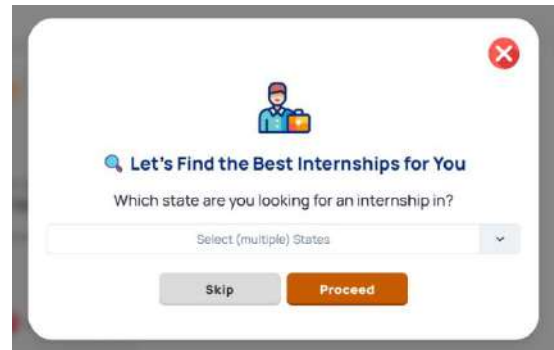 Let's Find the Best Internships for You
Which state are you looking for an internship in?
Select (multiple) States
Skip
Proceed